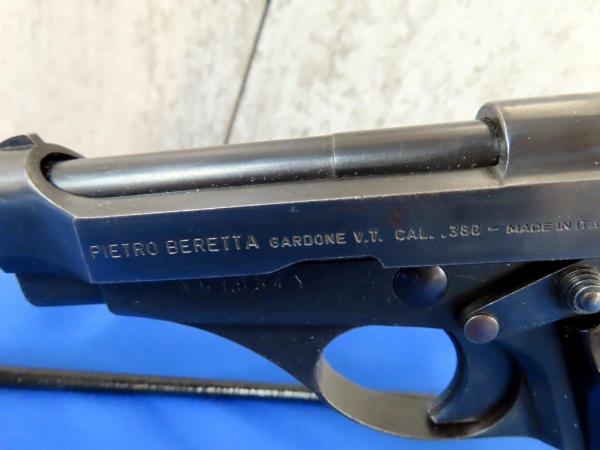 PIETRO BERETTA GARDONE V.T. CAL. .380 - MADE IN ITA